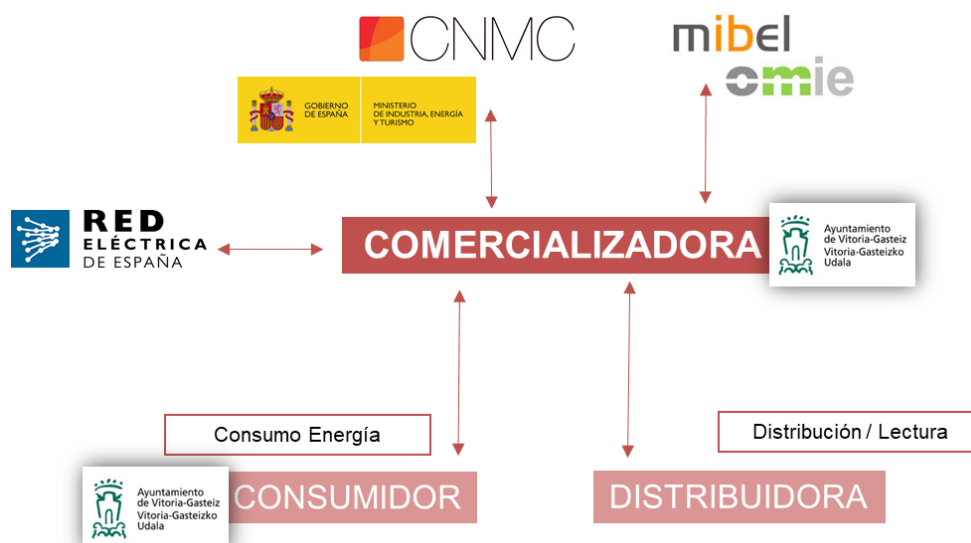 CNMC
mibel
omie
GOBIERNO
DE ESPAÑA
MINISTERIO
DE INDUSTRIA, ENERGÍA
Y TURISMO
RED
ELÉCTRICA
DE ESPAÑA
COMERCIALIZADORA
Ayuntamiento
de Vitoria-Gasteiz
Vitoria-Gasteizko
Udala
Consumo Energía
Distribución / Lectura
Ayuntamiento
de Vitoria-Gasteiz
Vitoria-Gasteizko
Udala
CONSUMIDOR
DISTRIBUIDORA